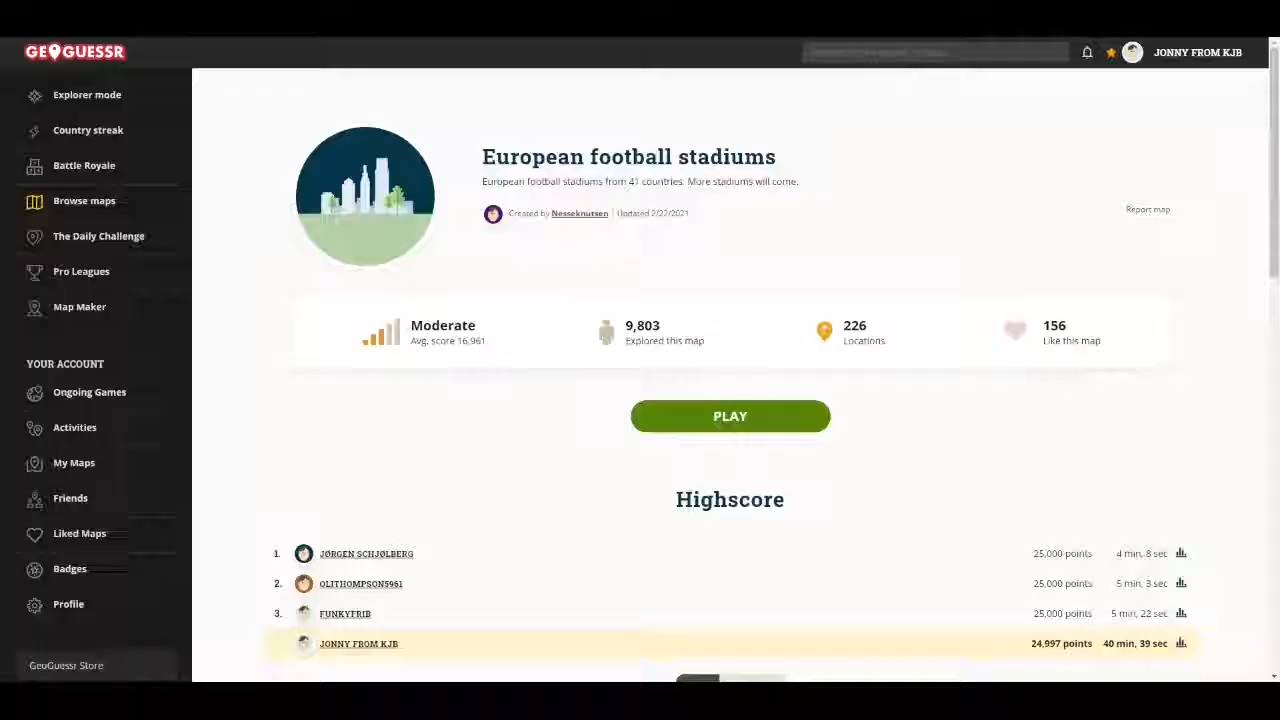 GEOGUESSR
JONNY FROM KJB
Explorer mode
Country streak
Battle Royale
Browse maps
The Daily Challenge
Pro Leagues
Map Maker
YOUR ACCOUNT
Ongoing Games
Activities
My Maps
Friends
Liked Maps
Badges
Profile
GeoGuessr Store
European football stadiums
European football stadiums from 41 countries. More stadiums will come.
Created by Nesseknutsen | Updated 2/22/2021
Report map
Moderate
Avg. score 16,961
9,803
Explored this map
226
Locations
156
Like this map
PLAY
Highscore
1. JØRGEN SCHJØLBERG 25,000 points 4 min, 8 sec
2. OLITHOMPSON5961 25,000 points 5 min, 3 sec
3. FUNKYFRIB 25,000 points 5 min, 22 sec
JONNY FROM KJB 24,997 points 40 min, 39 sec